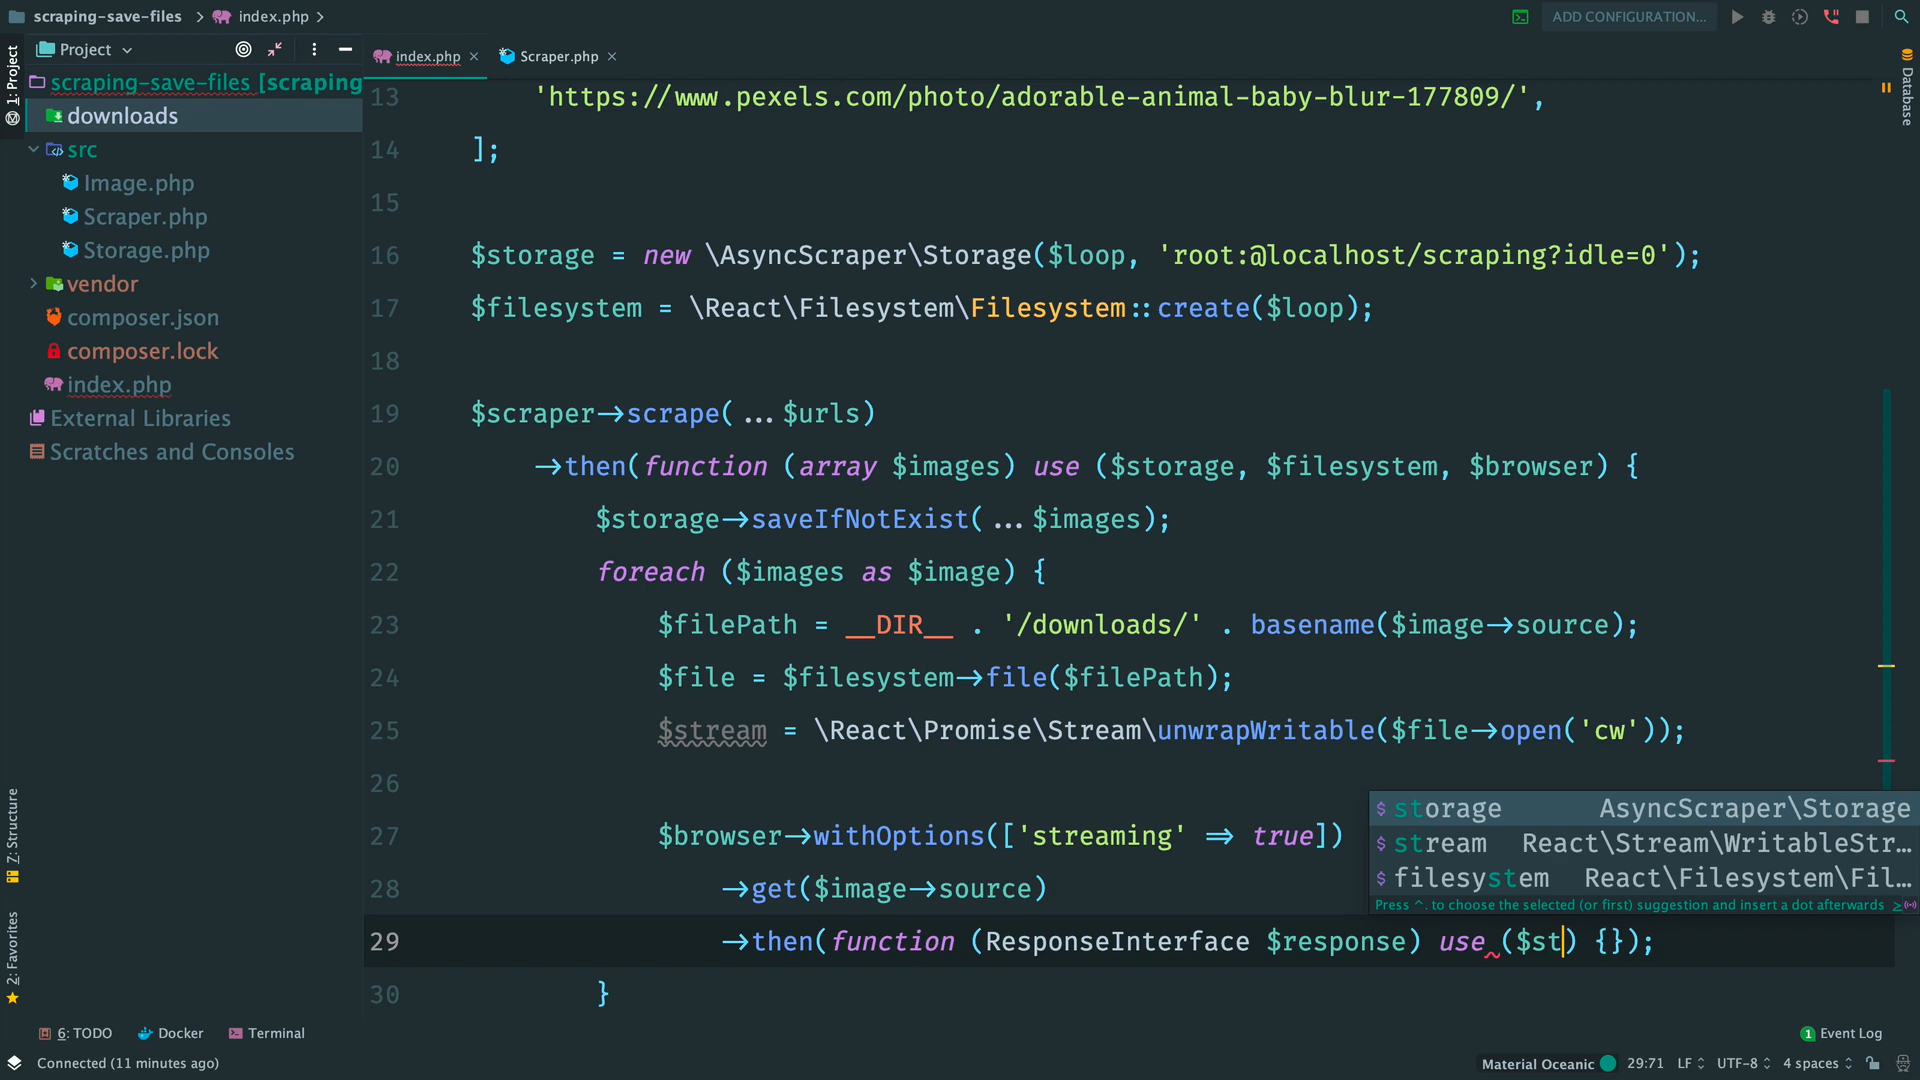 scraping-save-files > index.php >
ADD CONFIGURATION...
Project
index.php ×
Scraper.php ×
1: Project
Database
scraping-save-files [scraping
downloads
src
Image.php
Scraper.php
Storage.php
vendor
composer.json
composer.lock
index.php
External Libraries
Scratches and Consoles
13 'https://www.pexels.com/photo/adorable-animal-baby-blur-177809/',
14 ];
15
16 $storage = new \AsyncScraper\Storage($loop, 'root:@localhost/scraping?idle=0');
17 $filesystem = \React\Filesystem\Filesystem::create($loop);
18
19 $scraper->scrape(...$urls)
20 ->then(function (array $images) use ($storage, $filesystem, $browser) {
21 $storage->saveIfNotExist(...$images);
22 foreach ($images as $image) {
23 $filePath = __DIR__ . '/downloads/' . basename($image->source);
24 $file = $filesystem->file($filePath);
25 $stream = \React\Promise\Stream\unwrapWritable($file->open('cw'));
26
27 $browser->withOptions(['streaming' => true])
28 ->get($image->source)
29 ->then(function (ResponseInterface $response) use ($st) {});
30 }
$ storage AsyncScraper\Storage
$ stream React\Stream\WritableStr...
$ filesystem React\Filesystem\Fil...
Press ^. to choose the selected (or first) suggestion and insert a dot afterwards >
7: Structure
2: Favorites
6: TODO
Docker
Terminal
1 Event Log
Connected (11 minutes ago)
Material Oceanic
29:71 LF UTF-8 4 spaces